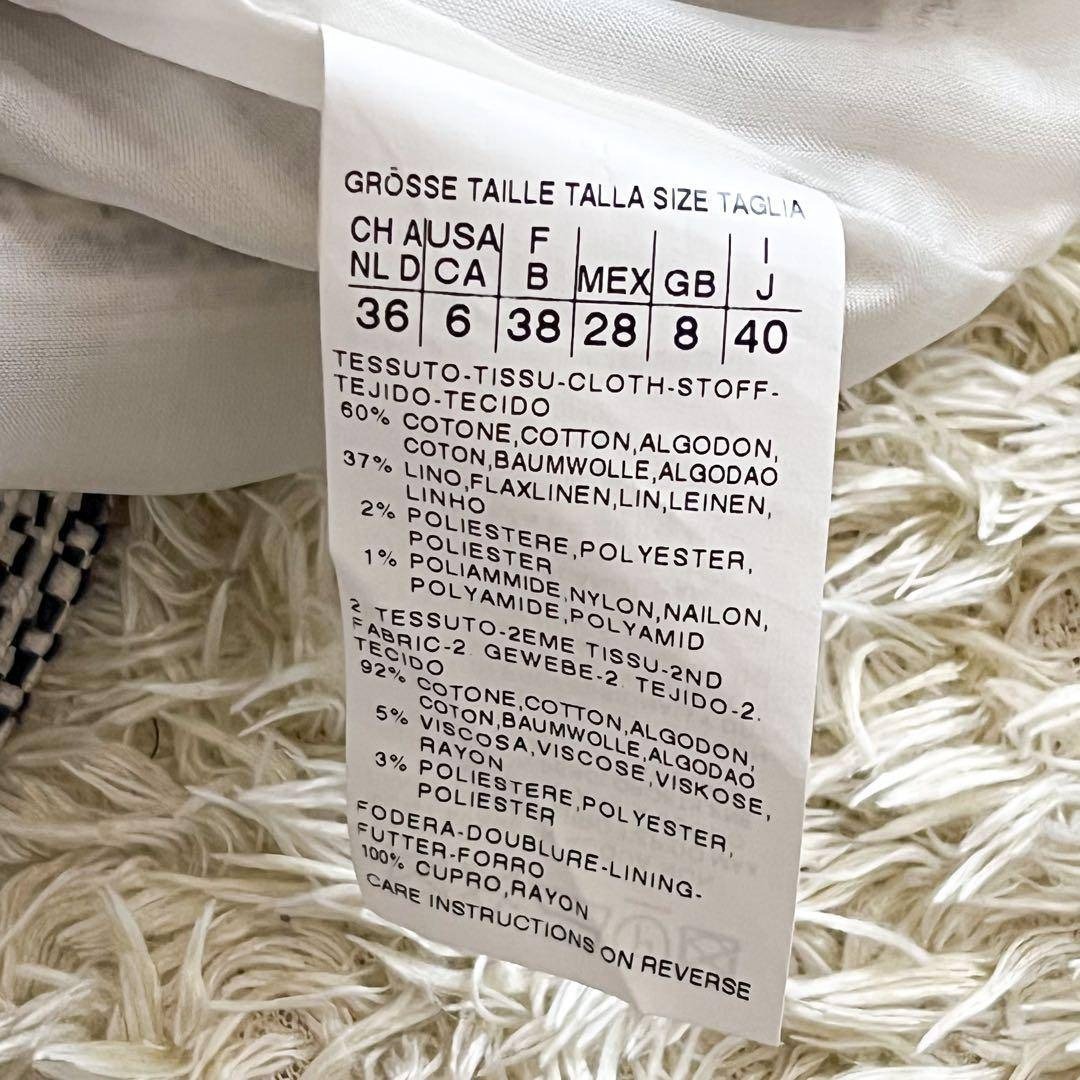 GRÖSSE TAILLE TALLA SIZE TAGLIA
CH A USA F I
NL D CA B MEX GB J
36 6 38 28 8 40
TESSUTO-TISSU-CLOTH-STOFF-
TEJIDO-TECIDO
60% COTONE,COTTON,ALGODON,
COTON,BAUMWOLLE,ALGODAO
37% LINO,FLAXLINEN,LIN,LEINEN,
LINHO
2% POLIESTERE,POLYESTER,
POLIESTER
1% POLIAMMIDE,NYLON,NAILON,
POLYAMIDE,POLYAMID
2 TESSUTO-2EME TISSU-2ND
FABRIC-2. GEWEBE-2. TEJIDO-2.
TECIDO
92% COTONE,COTTON,ALGODON,
COTON,BAUMWOLLE,ALGODAO
5% VISCOSA,VISCOSE,VISKOSE,
RAYON
3% POLIESTERE,POLYESTER,
POLIESTER
FODERA-DOUBLURE-LINING-
FUTTER-FORRO
100% CUPRO,RAYON
CARE INSTRUCTIONS ON REVERSE